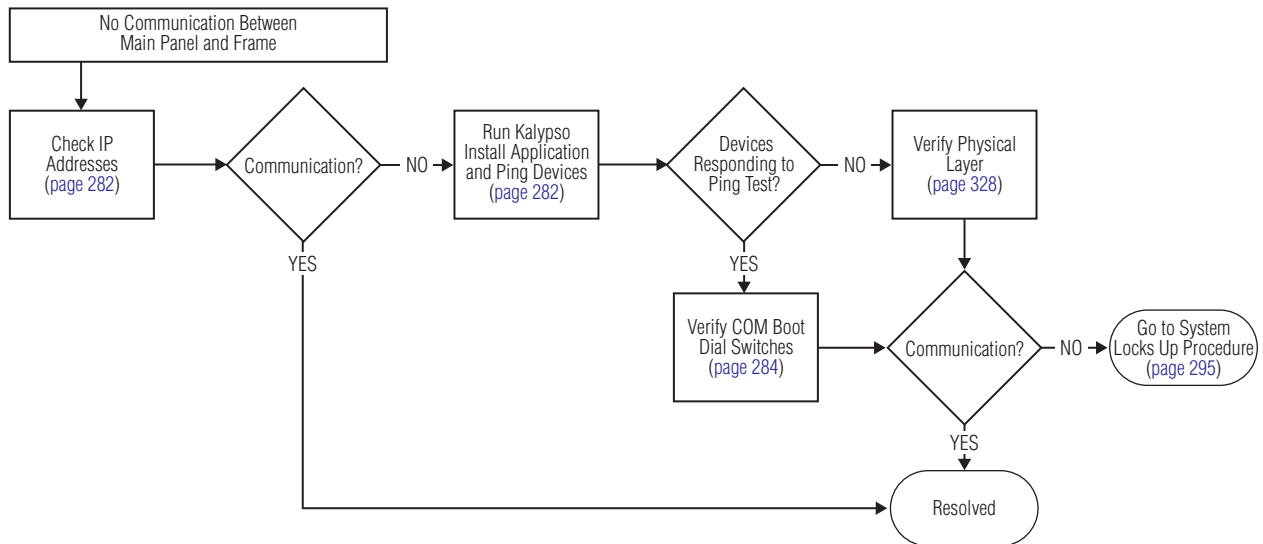 No Communication Between
Main Panel and Frame
Check IP
Addresses
(page 282)
Communication?
NO
YES
Run Kalypso
Install Application
and Ping Devices
(page 282)
Devices
Responding to
Ping Test?
NO
YES
Verify Physical
Layer
(page 328)
Verify COM Boot
Dial Switches
(page 284)
Communication?
NO
YES
Go to System
Locks Up Procedure
(page 295)
Resolved